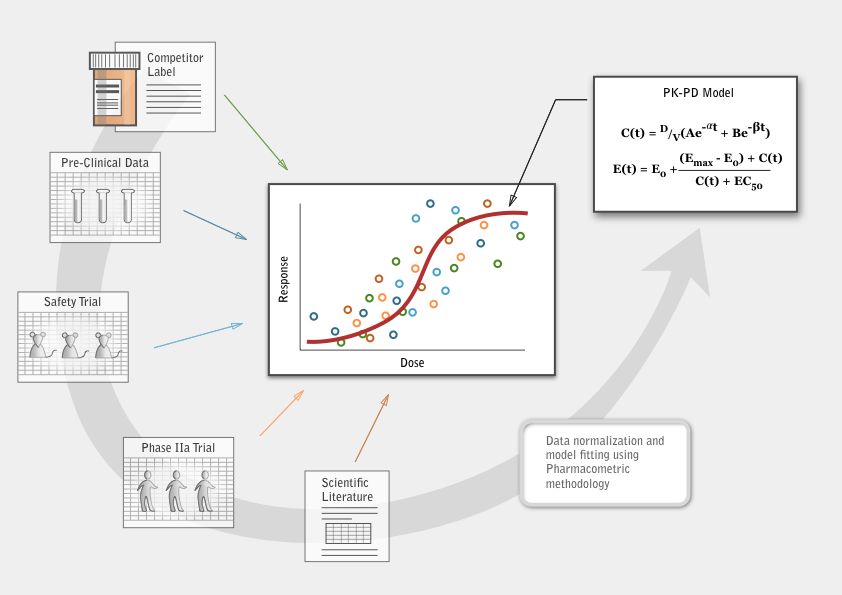 Competitor
Label
Pre-Clinical Data
Safety Trial
Phase IIa Trial
Scientific
Literature
Response
Dose
PK-PD Model
C(t) = D/V(Ae^-αt + Be^-βt)
E(t) = E₀ + (Emax - E₀) + C(t)
C(t) + EC₅₀
Data normalization and
model fitting using
Pharmacometric
methodology